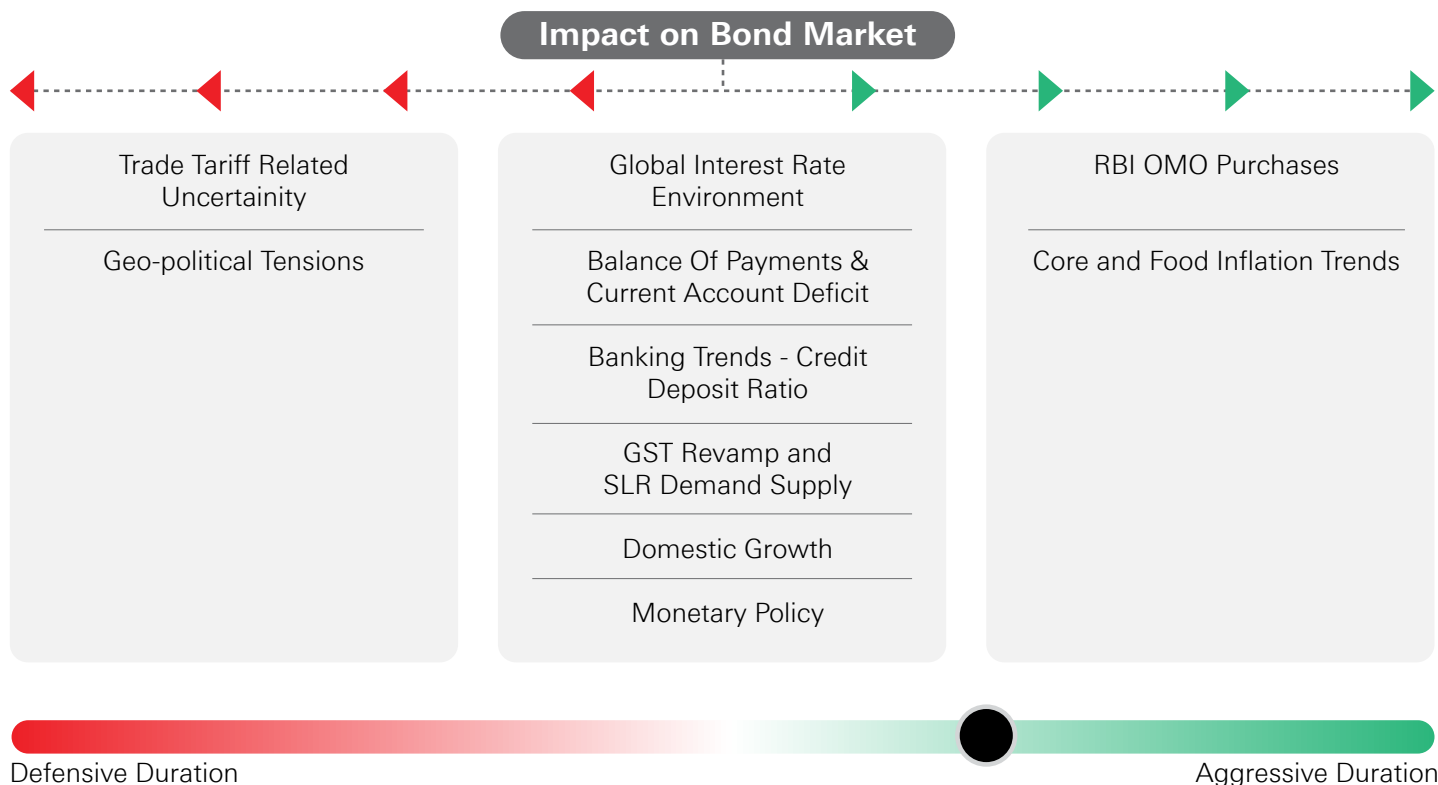 Impact on Bond Market
Trade Tariff Related
Uncertainity
Geo-political Tensions
Global Interest Rate
Environment
Balance Of Payments &
Current Account Deficit
Banking Trends - Credit
Deposit Ratio
GST Revamp and
SLR Demand Supply
Domestic Growth
Monetary Policy
RBI OMO Purchases
Core and Food Inflation Trends
Defensive Duration
Aggressive Duration